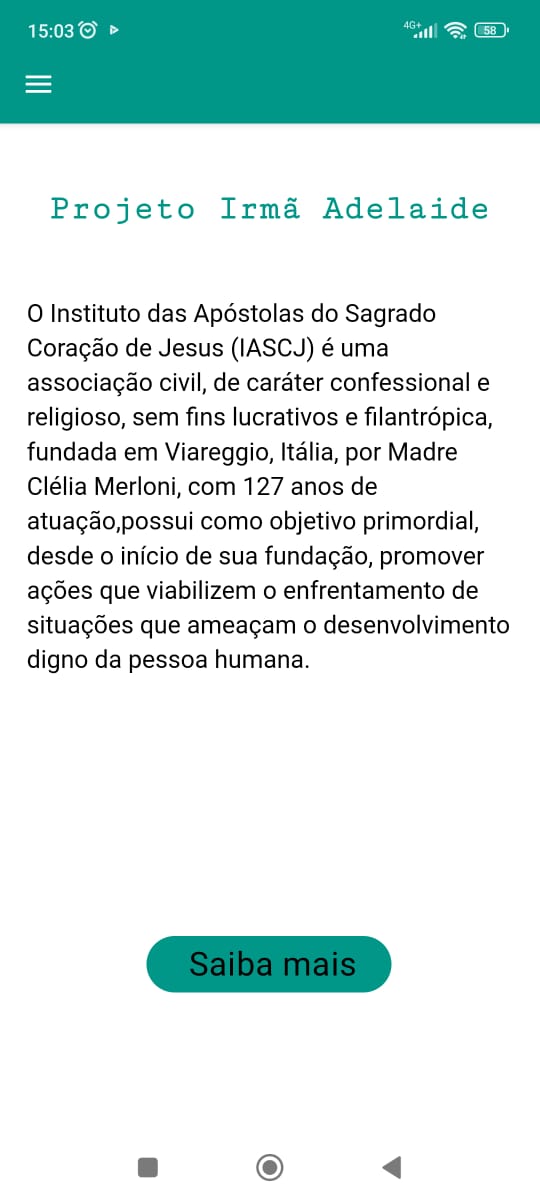 15:03
4G+
58
Projeto Irmã Adelaide
O Instituto das Apóstolas do Sagrado
Coração de Jesus (IASCJ) é uma
associação civil, de caráter confessional e
religioso, sem fins lucrativos e filantrópica,
fundada em Viareggio, Itália, por Madre
Clélia Merloni, com 127 anos de
atuação,possui como objetivo primordial,
desde o início de sua fundação, promover
ações que viabilizem o enfrentamento de
situações que ameaçam o desenvolvimento
digno da pessoa humana.
Saiba mais